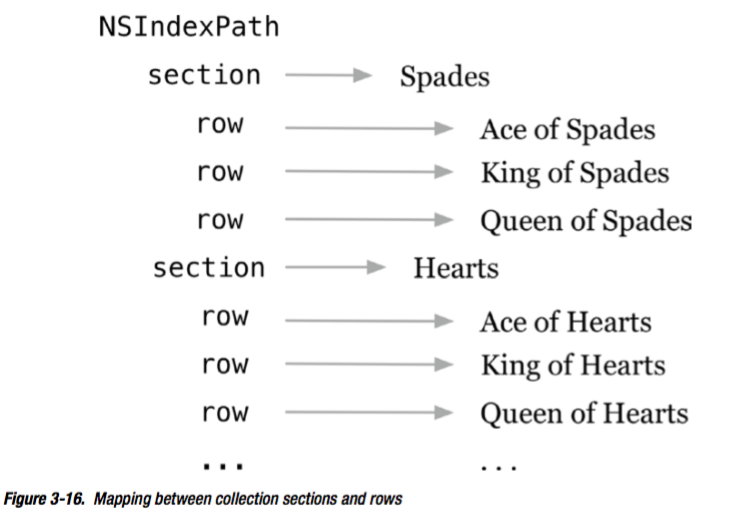 NSIndexPath
section Spades
row Ace of Spades
row King of Spades
row Queen of Spades
section Hearts
row Ace of Hearts
row King of Hearts
row Queen of Hearts
... ...
Figure 3-16. Mapping between collection sections and rows